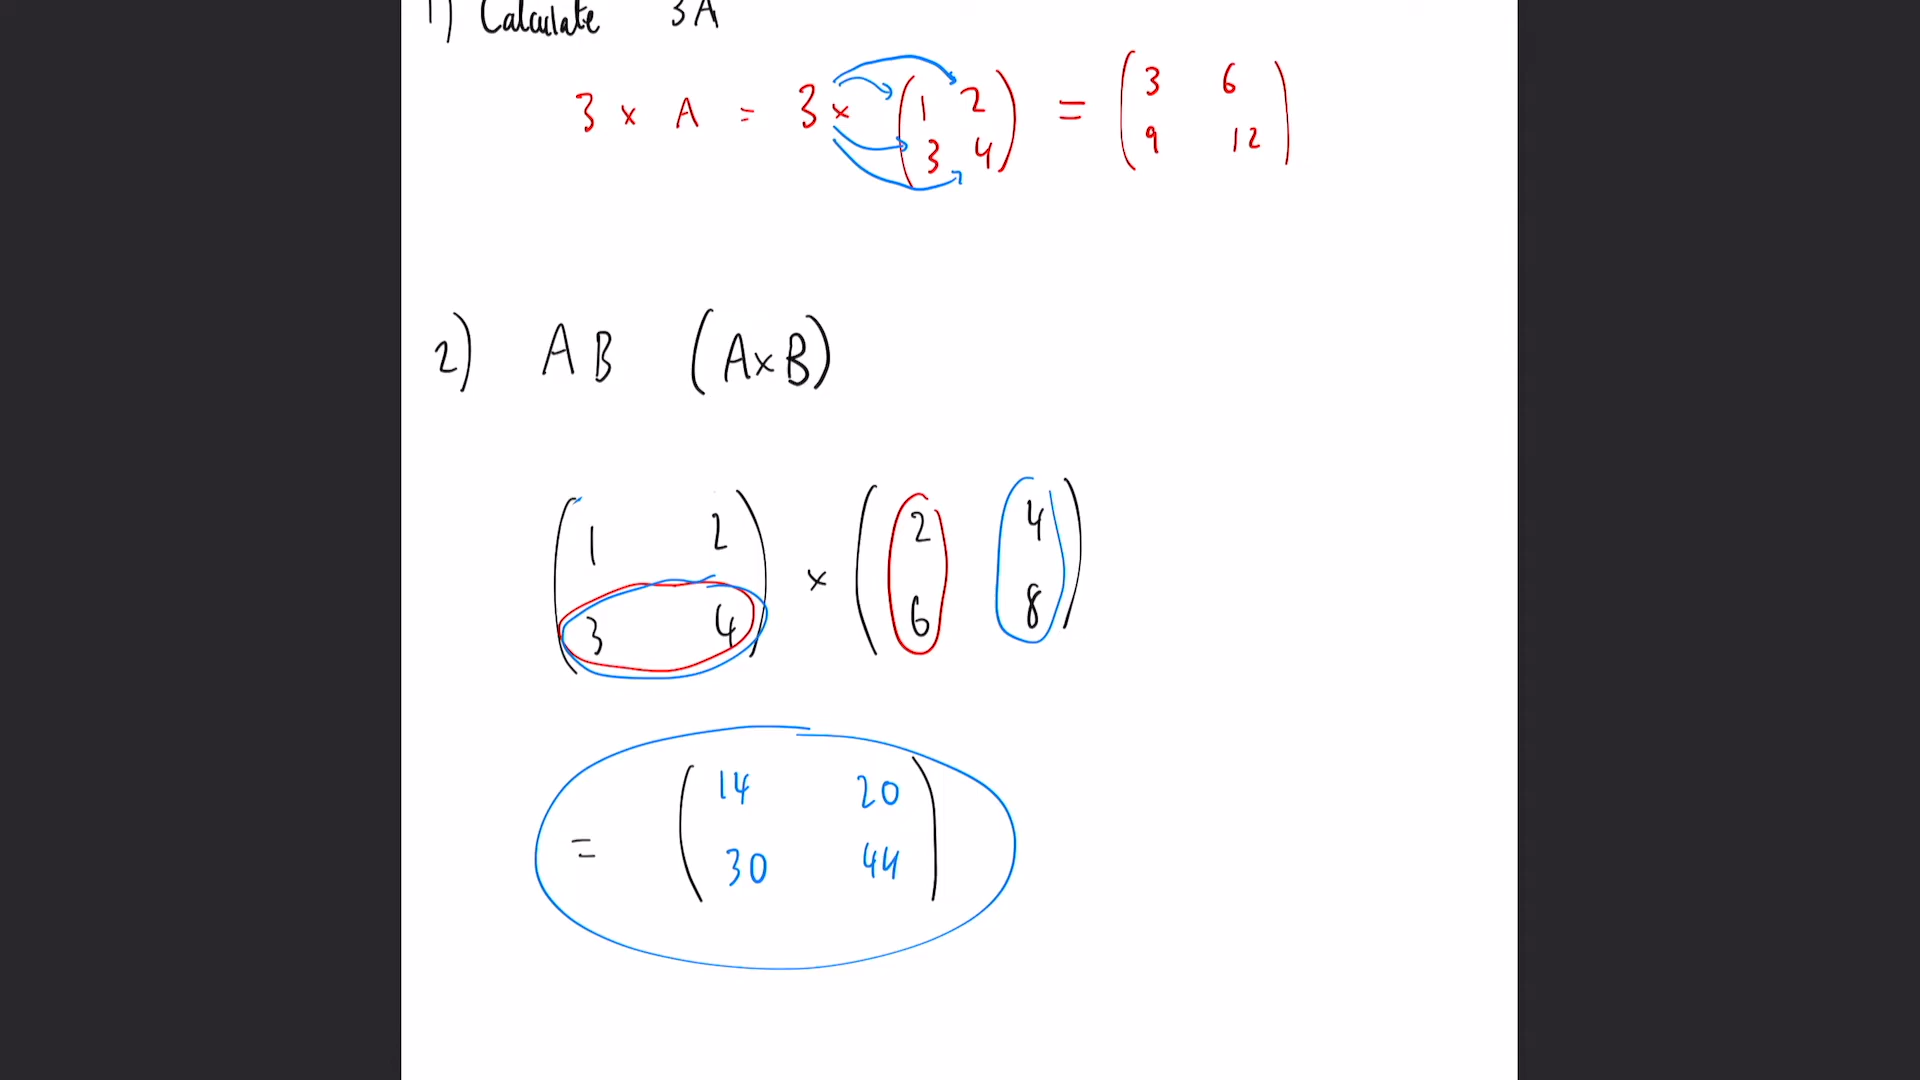 1) Calculate 3A
3 × A = 3 × (1 2 = (3 6
3 4) 9 12)
2) AB (A×B)
(1 2 × (2 4
3 4) 6 8)
= (14 20
30 44)